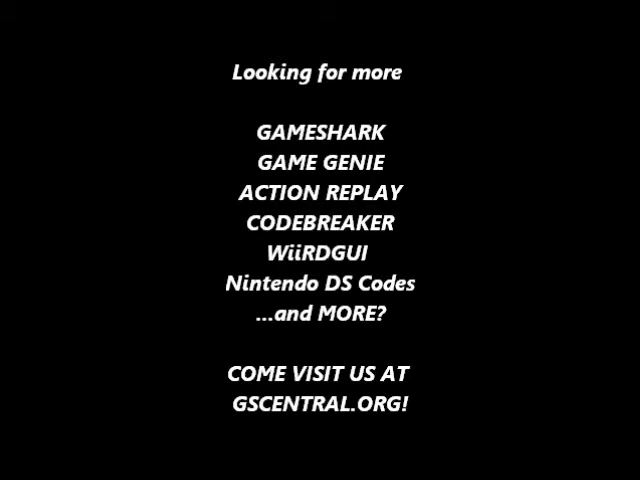 Looking for more
GAMESHARK
GAME GENIE
ACTION REPLAY
CODEBREAKER
WiiRDGUI
Nintendo DS Codes
...and MORE?
COME VISIT US AT
GSCENTRAL.ORG!